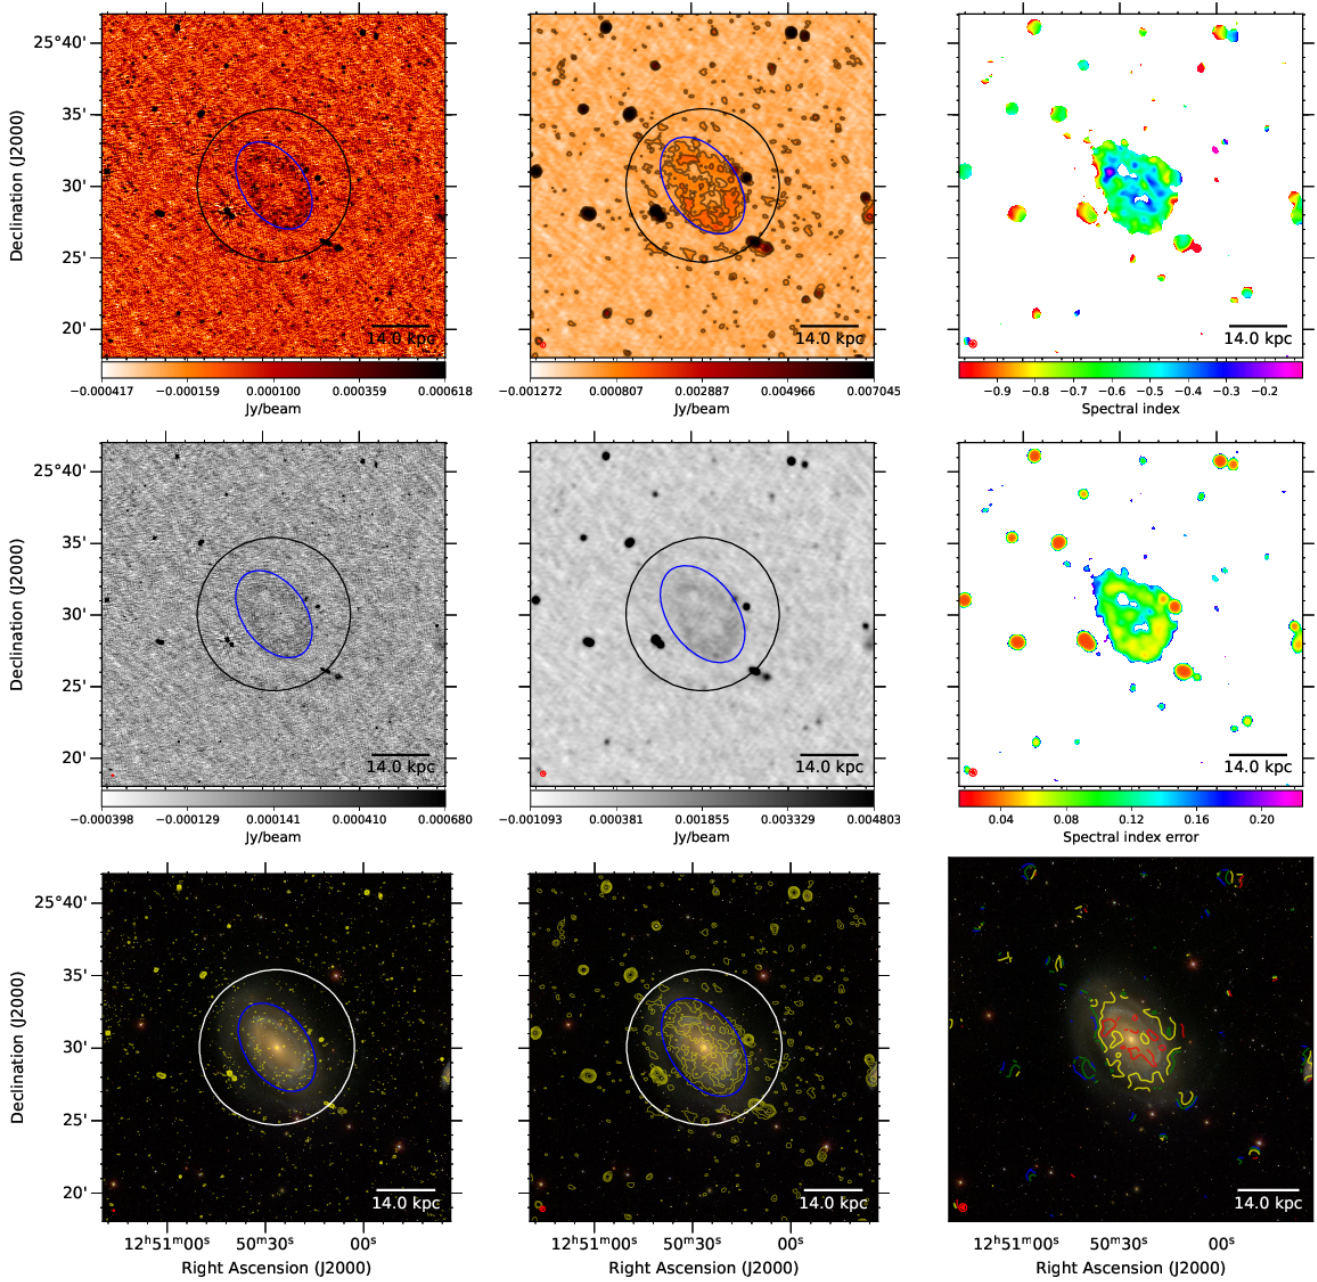 25°40'
35'
30'
25'
20'
Declination (J2000)
14.0 kpc
14.0 kpc
14.0 kpc
−0.000417 −0.000159 0.000100 0.000359 0.000618
Jy/beam
−0.001272 0.000807 0.002887 0.004966 0.007045
Jy/beam
−0.9 −0.8 −0.7 −0.6 −0.5 −0.4 −0.3 −0.2
Spectral index
25°40'
35'
30'
25'
20'
Declination (J2000)
14.0 kpc
14.0 kpc
14.0 kpc
−0.000398 −0.000129 0.000141 0.000410 0.000680
Jy/beam
−0.001093 0.000381 0.001855 0.003329 0.004803
Jy/beam
0.04 0.08 0.12 0.16 0.20
Spectral index error
25°40'
35'
30'
25'
20'
Declination (J2000)
14.0 kpc
14.0 kpc
14.0 kpc
12h51m00s 50m30s 00s
Right Ascension (J2000)
12h51m00s 50m30s 00s
Right Ascension (J2000)
12h51m00s 50m30s 00s
Right Ascension (J2000)